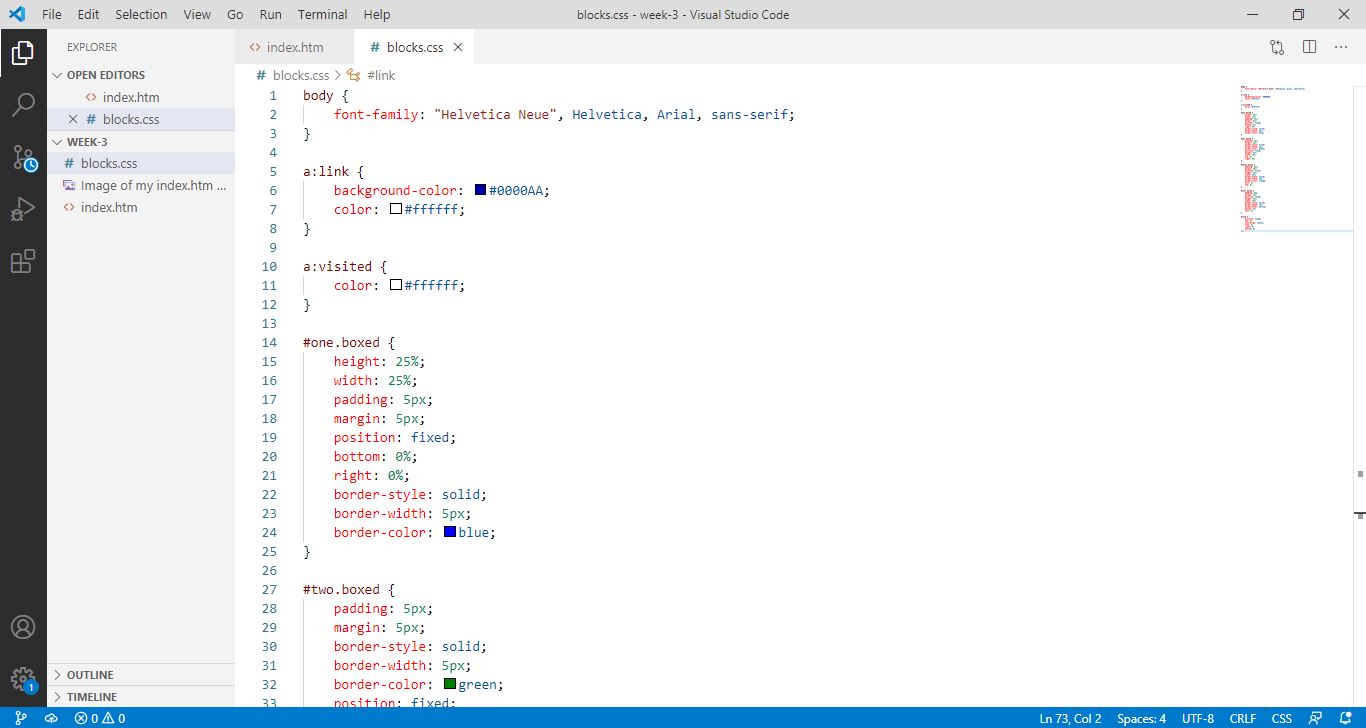 File Edit Selection View Go Run Terminal Help blocks.css - week-3 - Visual Studio Code
EXPLORER
OPEN EDITORS
index.htm
blocks.css
WEEK-3
blocks.css
Image of my index.htm ...
index.htm
OUTLINE
TIMELINE
index.htm # blocks.css
# blocks.css > #link
1 body {
2 font-family: "Helvetica Neue", Helvetica, Arial, sans-serif;
3 }
4
5 a:link {
6 background-color: #0000AA;
7 color: #ffffff;
8 }
9
10 a:visited {
11 color: #ffffff;
12 }
13
14 #one.boxed {
15 height: 25%;
16 width: 25%;
17 padding: 5px;
18 margin: 5px;
19 position: fixed;
20 bottom: 0%;
21 right: 0%;
22 border-style: solid;
23 border-width: 5px;
24 border-color: blue;
25 }
26
27 #two.boxed {
28 padding: 5px;
29 margin: 5px;
30 border-style: solid;
31 border-width: 5px;
32 border-color: green;
33 position: fixed;
1
0 0 Ln 73, Col 2 Spaces: 4 UTF-8 CRLF CSS